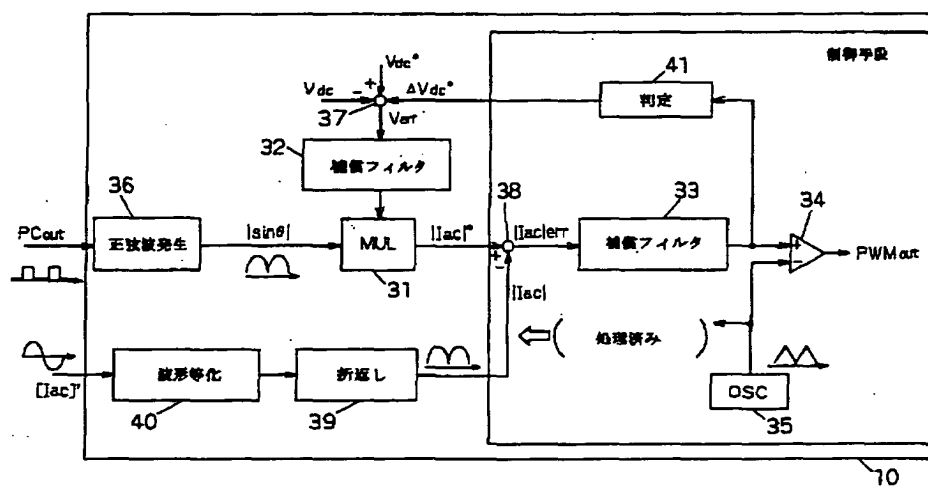 制御手段
Vdc*
Vdc
+
−
ΔVdc*
37
Verr
41
判定
32
補償フィルタ
36
PCout
正弦波発生
|sinθ|
MUL
31
|Iac|*
38
|Iac|err
+
−
|Iac|
33
補償フィルタ
34
+
−
PWMout
[Iac]'
波形等化
40
折返し
39
処理済み
OSC
35
10